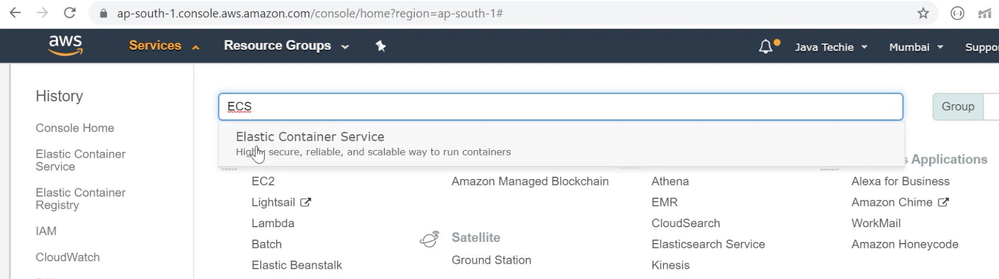 ap-south-1.console.aws.amazon.com/console/home?region=ap-south-1#
aws
Services
Resource Groups
Java Techie
Mumbai
Suppo
History
Console Home
Elastic Container
Service
Elastic Container
Registry
IAM
CloudWatch
ECS
Group
Elastic Container Service
secure, reliable, and scalable way to run containers
EC2
Lightsail
Lambda
Batch
Elastic Beanstalk
Amazon Managed Blockchain
Satellite
Ground Station
Athena
EMR
CloudSearch
Elasticsearch Service
Kinesis
s Applications
Alexa for Business
Amazon Chime
WorkMail
Amazon Honeycode